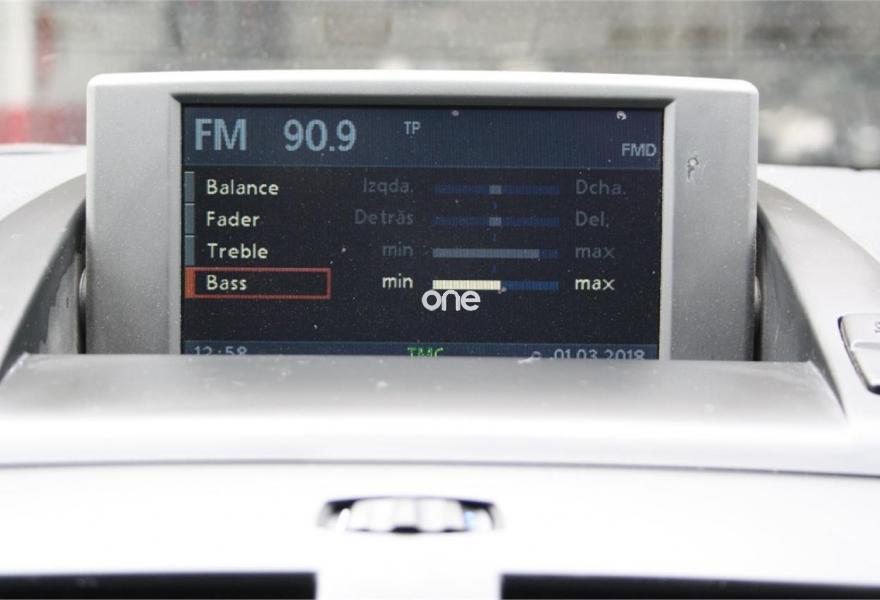 FM 90.9 TP
FMD
Balance Izqda. Dcha.
Fader Detrás Del.
Treble min max
Bass min max
one
12:58 TMC 01.03.2018